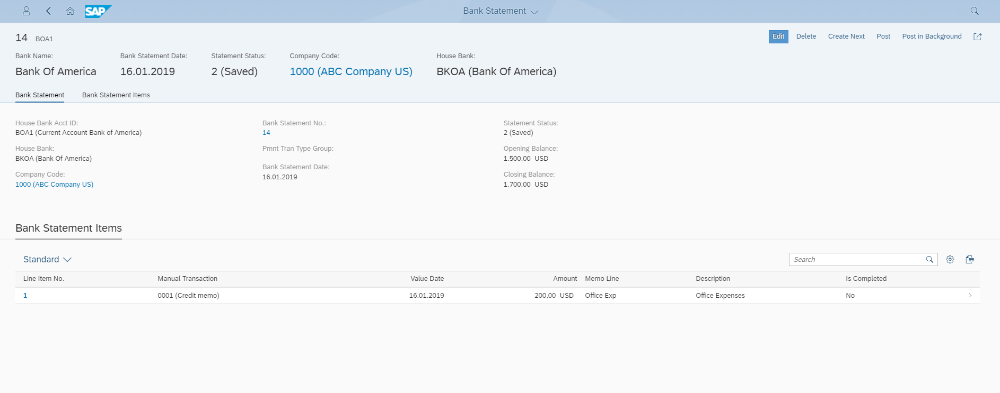 SAP
Bank Statement
14 BOA1
Edit Delete Create Next Post Post in Background
Bank Name: Bank Statement Date: Statement Status: Company Code: House Bank:
Bank Of America 16.01.2019 2 (Saved) 1000 (ABC Company US) BKOA (Bank Of America)
Bank Statement Bank Statement Items
House Bank Acct ID: Bank Statement No.: Statement Status:
BOA1 (Current Account Bank of America) 14 2 (Saved)
House Bank: Pmnt Tran Type Group: Opening Balance:
BKOA (Bank Of America) 1.500,00 USD
Bank Statement Date:
Company Code: Closing Balance:
16.01.2019
1000 (ABC Company US) 1.700,00 USD
Bank Statement Items
Standard
Search
Line Item No. Manual Transaction Value Date Amount Memo Line Description Is Completed
1 0001 (Credit memo) 16.01.2019 200,00 USD Office Exp Office Expenses No